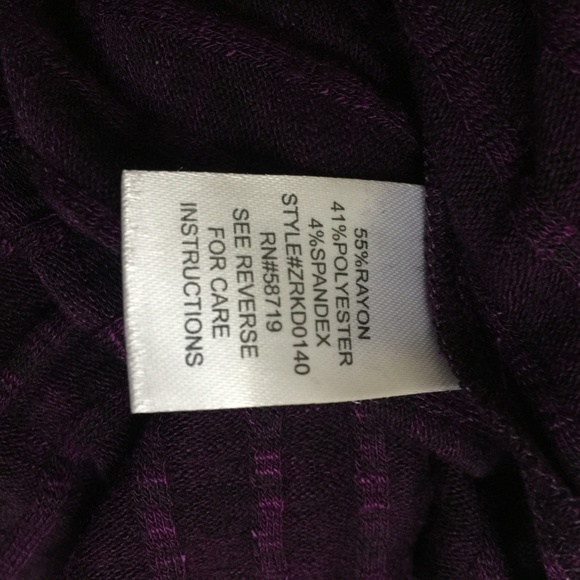 55%RAYON
41%POLYESTER
4%SPANDEX
STYLE#ZRKD0140
RN#58719
SEE REVERSE
FOR CARE
INSTRUCTIONS